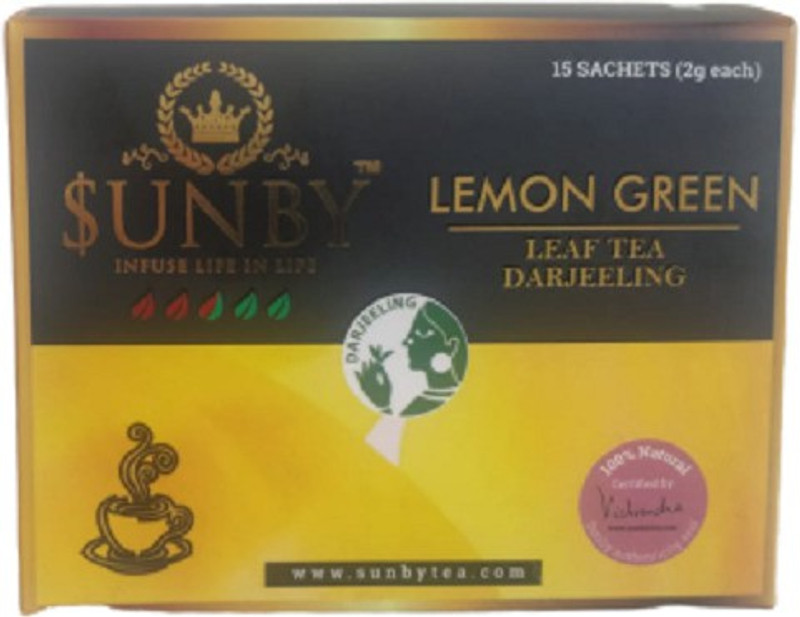 15 SACHETS (2g each)
$UNBY™
INFUSE LIFE IN LIFE
LEMON GREEN
LEAF TEA
DARJEELING
DARJEELING
100% Natural
Certified by
www.sunbytea.com